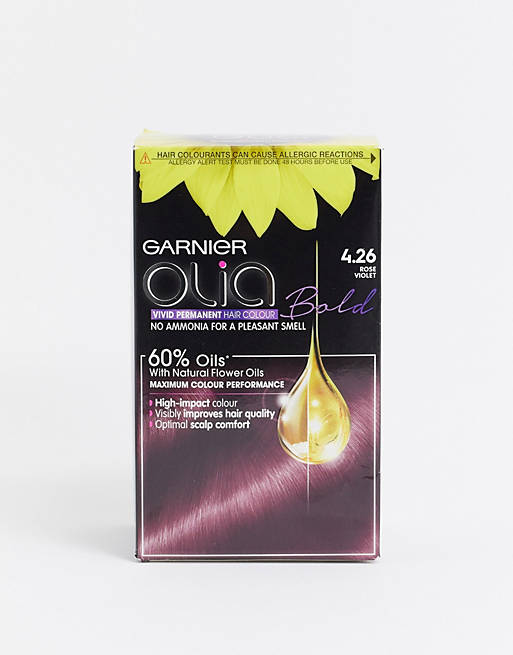 HAIR COLOURANTS CAN CAUSE ALLERGIC REACTIONS
ALLERGY ALERT TEST MUST BE DONE 48 HOURS BEFORE USE
GARNIER
4.26
ROSE
VIOLET
OLIA
Bold
VIVID PERMANENT HAIR COLOUR
NO AMMONIA FOR A PLEASANT SMELL
60% Oils*
With Natural Flower Oils
MAXIMUM COLOUR PERFORMANCE
High-impact colour
Visibly improves hair quality
Optimal scalp comfort